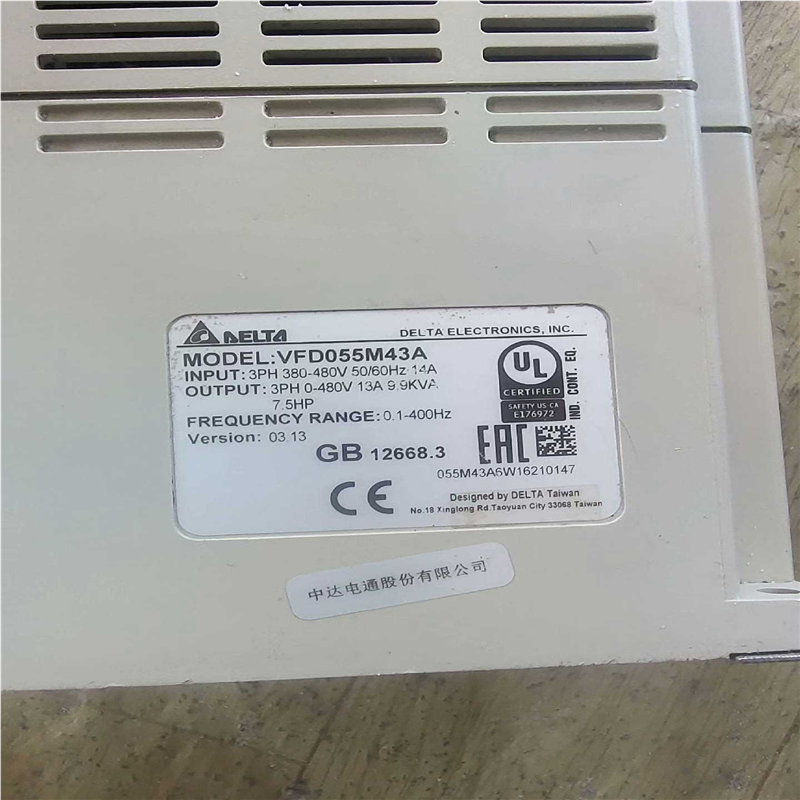 DELTA
DELTA ELECTRONICS, INC.
MODEL:VFD055M43A
INPUT: 3PH 380-480V 50/60Hz 14A
OUTPUT: 3PH 0-480V 13A 9.9KVA
7.5HP
FREQUENCY RANGE: 0.1-400Hz
Version: 03.13
UL
CERTIFIED
SAFETY US CA
E176972
IND. CONT. EQ.
GB 12668.3
EAC
055M43A6W16210147
CE
Designed by DELTA Taiwan
No.18 Xinglong Rd.Taoyuan City 33068 Taiwan
中达电通股份有限公司